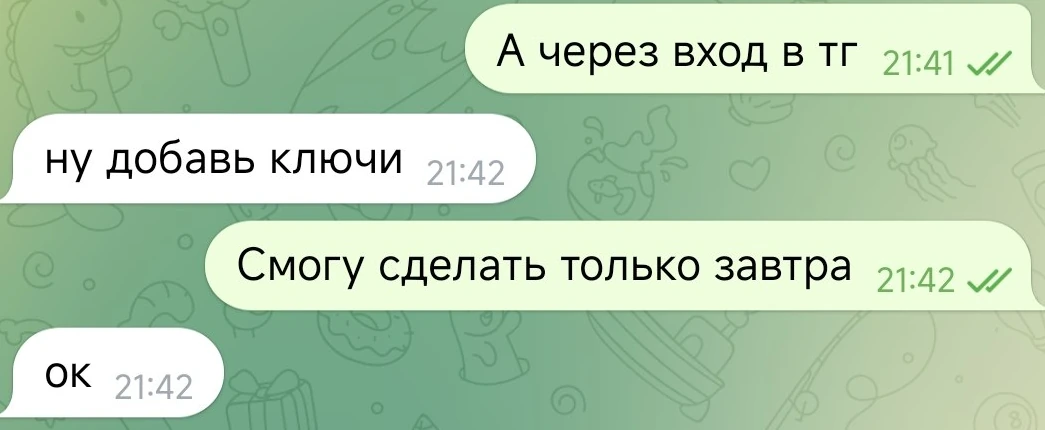 А через вход в тг 21:41
ну добавь ключи 21:42
Смогу сделать только завтра 21:42
ок 21:42